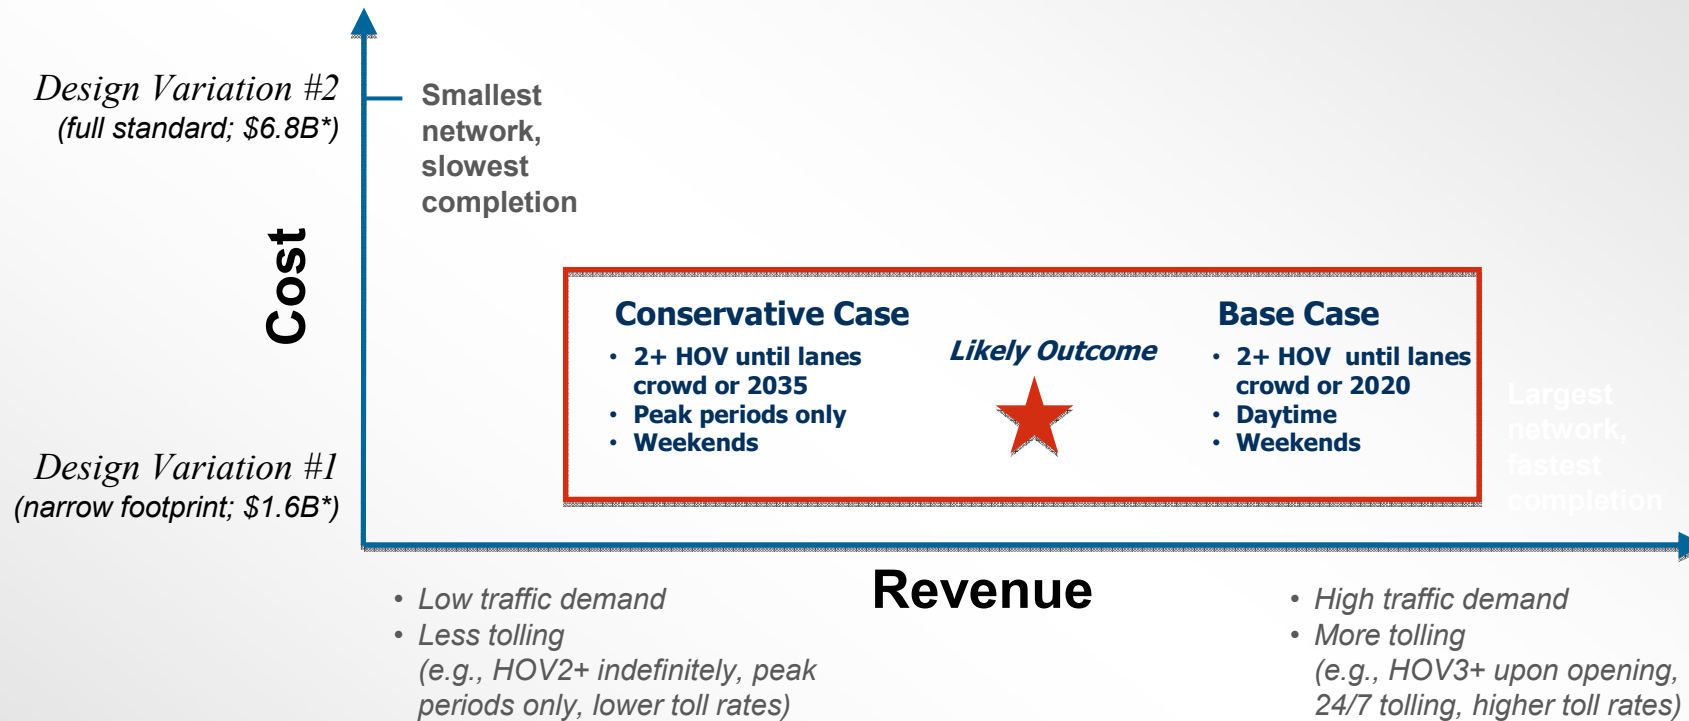 Design Variation #2
(full standard; $6.8B*)
Smallest
network,
slowest
completion
Cost
Conservative Case
• 2+ HOV until lanes
crowd or 2035
• Peak periods only
• Weekends
Likely Outcome
Base Case
• 2+ HOV until lanes
crowd or 2020
• Daytime
• Weekends
Largest
network,
fastest
completion
Design Variation #1
(narrow footprint; $1.6B*)
Revenue
• Low traffic demand
• Less tolling
(e.g., HOV2+ indefinitely, peak
periods only, lower toll rates)
• High traffic demand
• More tolling
(e.g., HOV3+ upon opening,
24/7 tolling, higher toll rates)